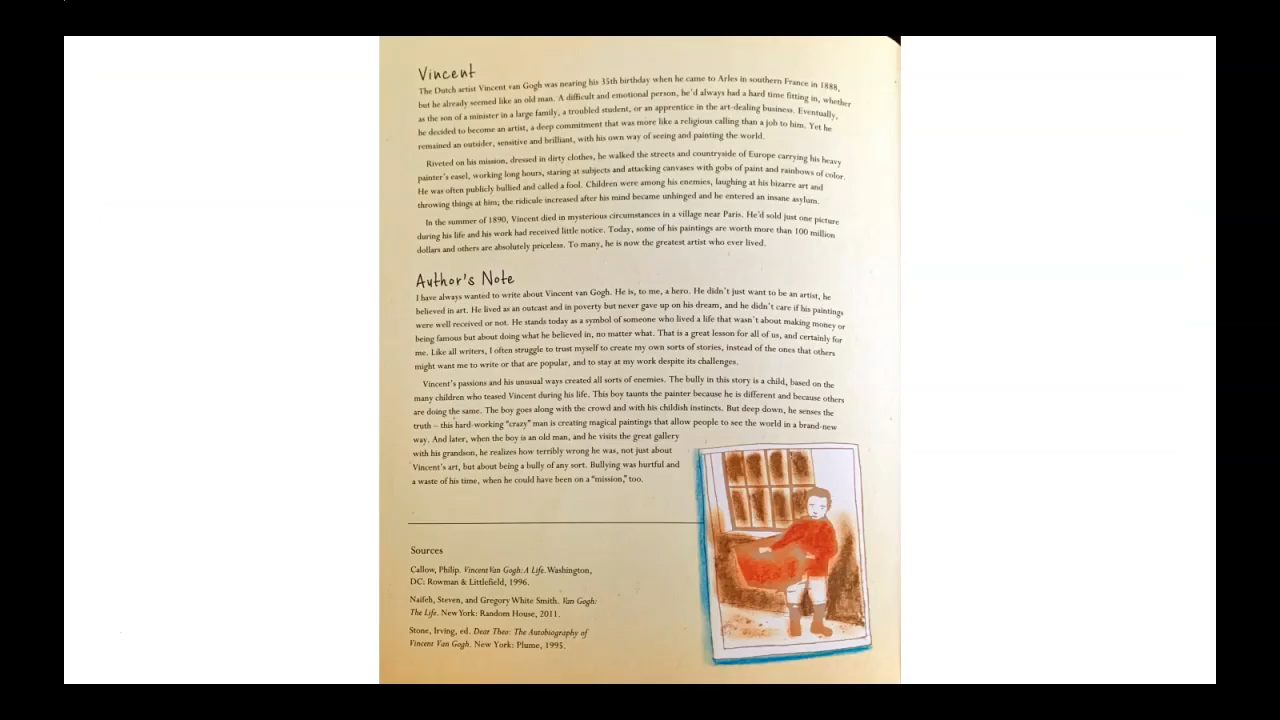 Vincent
The Dutch artist Vincent van Gogh was nearing his 35th birthday when he came to Arles in southern France in 1888,
but he already seemed like an old man. A difficult and emotional person, he'd always had a hard time fitting in, whether
as the son of a minister in a large family, a troubled student, or an apprentice in the art-dealing business. Eventually,
he decided to become an artist, a deep commitment that was more like a religious calling than a job to him. Yet he
remained an outsider, sensitive and brilliant, with his own way of seeing and painting the world.
Riveted on his mission, dressed in dirty clothes, he walked the streets and countryside of Europe carrying his heavy
painter's easel, working long hours, staring at subjects and attacking canvases with gobs of paint and rainbows of color.
He was often publicly bullied and called a fool. Children were among his enemies, laughing at his bizarre art and
throwing things at him; the ridicule increased after his mind became unhinged and he entered an insane asylum.
In the summer of 1890, Vincent died in mysterious circumstances in a village near Paris. He'd sold just one picture
during his life and his work had received little notice. Today, some of his paintings are worth more than 100 million
dollars and others are absolutely priceless. To many, he is now the greatest artist who ever lived.
Author's Note
I have always wanted to write about Vincent van Gogh. He is, to me, a hero. He didn't just want to be an artist, he
believed in art. He lived as an outcast and in poverty but never gave up on his dream, and he didn't care if his paintings
were well received or not. He stands today as a symbol of someone who lived a life that wasn't about making money or
being famous but about doing what he believed in, no matter what. That is a great lesson for all of us, and certainly for
me. Like all writers, I often struggle to trust myself to create my own sorts of stories, instead of the ones that others
might want me to write or that are popular, and to stay at my work despite its challenges.
Vincent's passions and his unusual ways created all sorts of enemies. The bully in this story is a child, based on the
many children who teased Vincent during his life. This boy taunts the painter because he is different and because others
are doing the same. The boy goes along with the crowd and with his childish instincts. But deep down, he senses the
truth – this hard-working "crazy" man is creating magical paintings that allow people to see the world in a brand-new
way. And later, when the boy is an old man, and he visits the great gallery
with his grandson, he realizes how terribly wrong he was, not just about
Vincent's art, but about being a bully of any sort. Bullying was hurtful and
a waste of his time, when he could have been on a "mission," too.
Sources
Callow, Philip. Vincent Van Gogh: A Life. Washington,
DC: Rowman & Littlefield, 1996.
Naifeh, Steven, and Gregory White Smith. Van Gogh:
The Life. New York: Random House, 2011.
Stone, Irving, ed. Dear Theo: The Autobiography of
Vincent Van Gogh. New York: Plume, 1995.